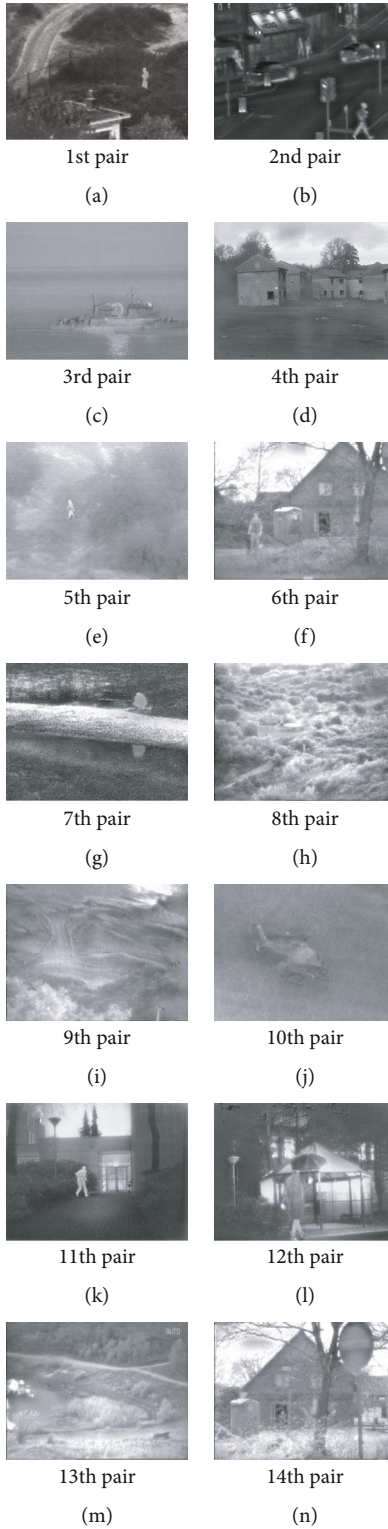 1st pair
2nd pair
(a)
(b)
3rd pair
4th pair
(c)
(d)
5th pair
6th pair
(e)
(f)
7th pair
8th pair
(g)
(h)
9th pair
10th pair
(i)
(j)
11th pair
12th pair
(k)
(l)
AUTO
13th pair
14th pair
(m)
(n)